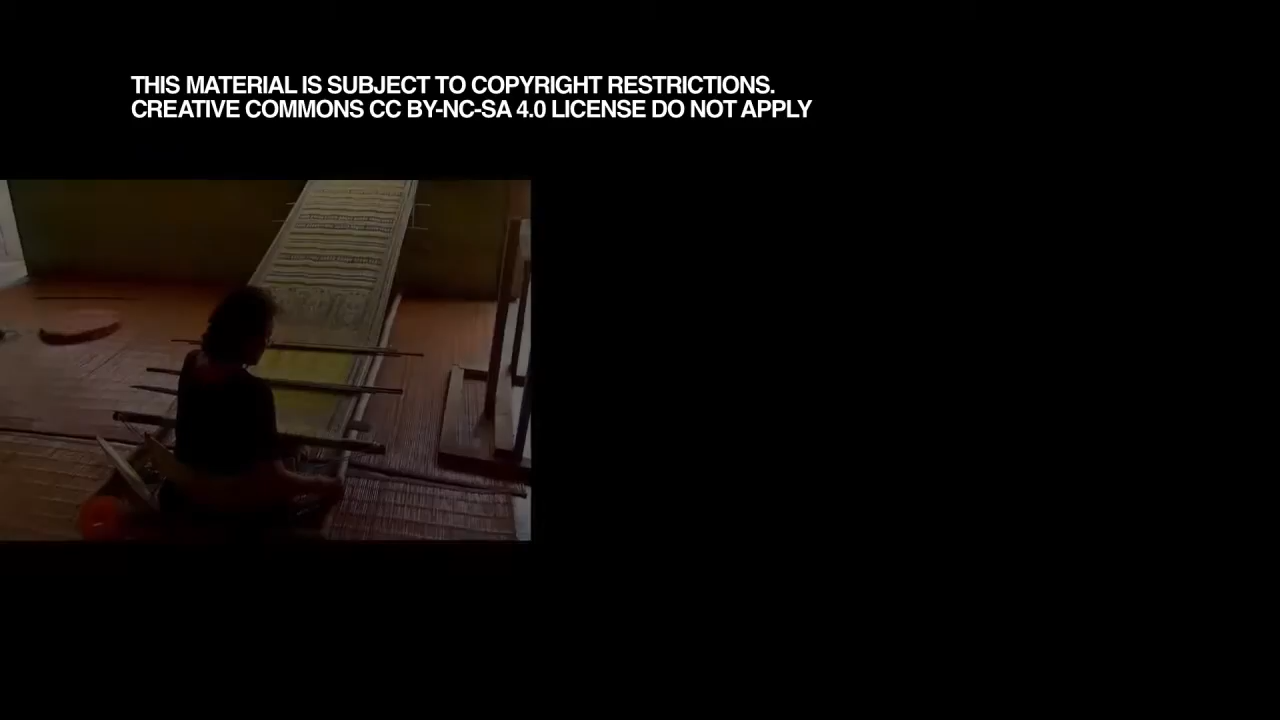 THIS MATERIAL IS SUBJECT TO COPYRIGHT RESTRICTIONS.
CREATIVE COMMONS CC BY-NC-SA 4.0 LICENSE DO NOT APPLY